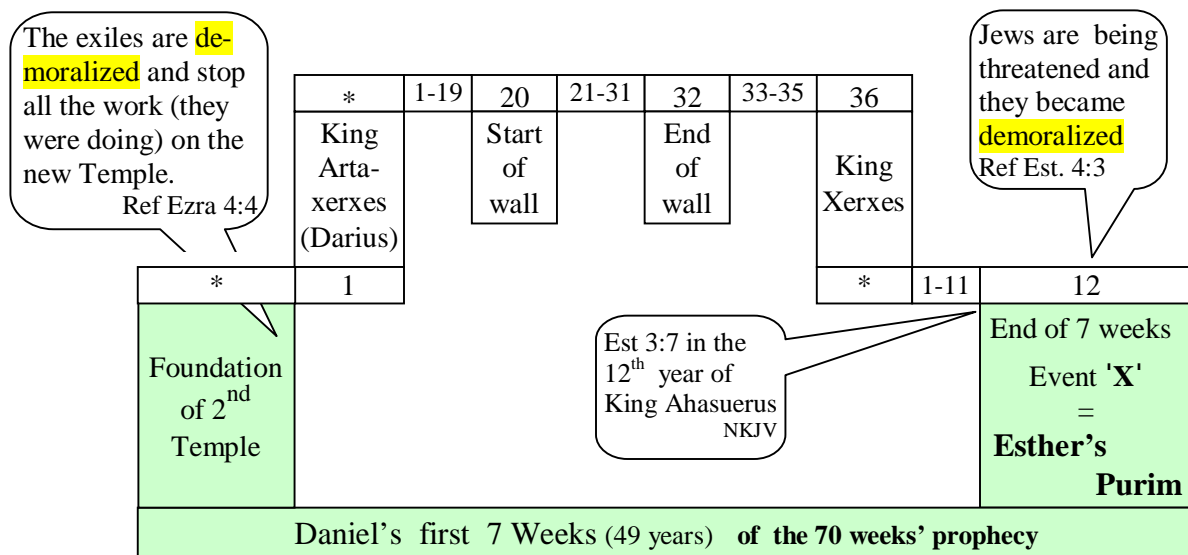 The exiles are de-
moralized and stop
all the work (they
were doing) on the
new Temple.
Ref Ezra 4:4
* 1-19 20 21-31 32 33-35 36
King
Arta-
xerxes
(Darius)
Start
of
wall
End
of
wall
King
Xerxes
Jews are being
threatened and
they became
demoralized
Ref Est. 4:3
* 1 * 1-11 12
Foundation
of 2nd
Temple
Est 3:7 in the
12th year of
King Ahasuerus
NKJV
End of 7 weeks
Event 'X'
=
Esther's
Purim
Daniel's first 7 Weeks (49 years) of the 70 weeks' prophecy